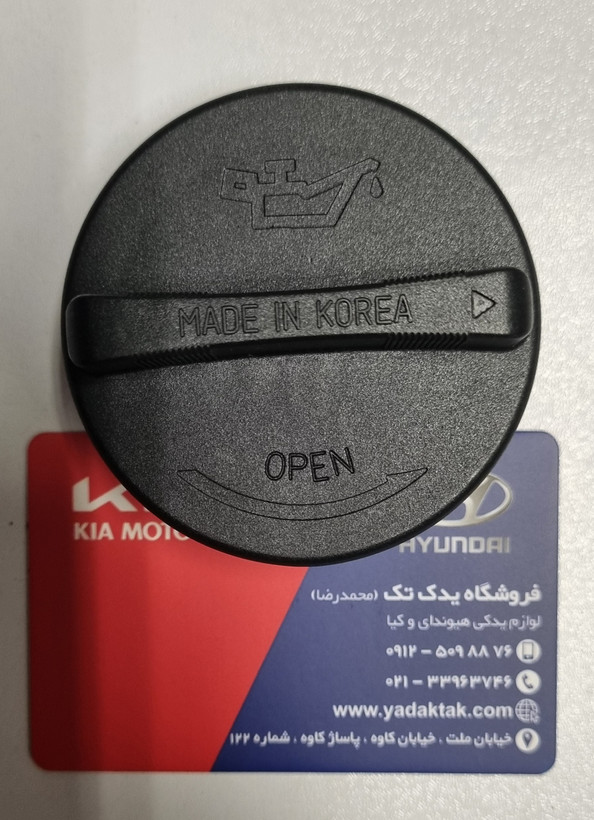 MADE IN KOREA
OPEN
KIA MOTO
HYUNDAI
فروشگاه یدک تک (محمدرضا)
لوازم یدکی هیوندای و کیا
۰۹۱۲ – ۵۰۹ ۸۸ ۷۶
۰۲۱ – ۳۳۹۶۳۷۴۶
www.yadaktak.com
خیابان ملت ، خیابان کاوه ، پاساژ کاوه ، شماره ۱۲۲